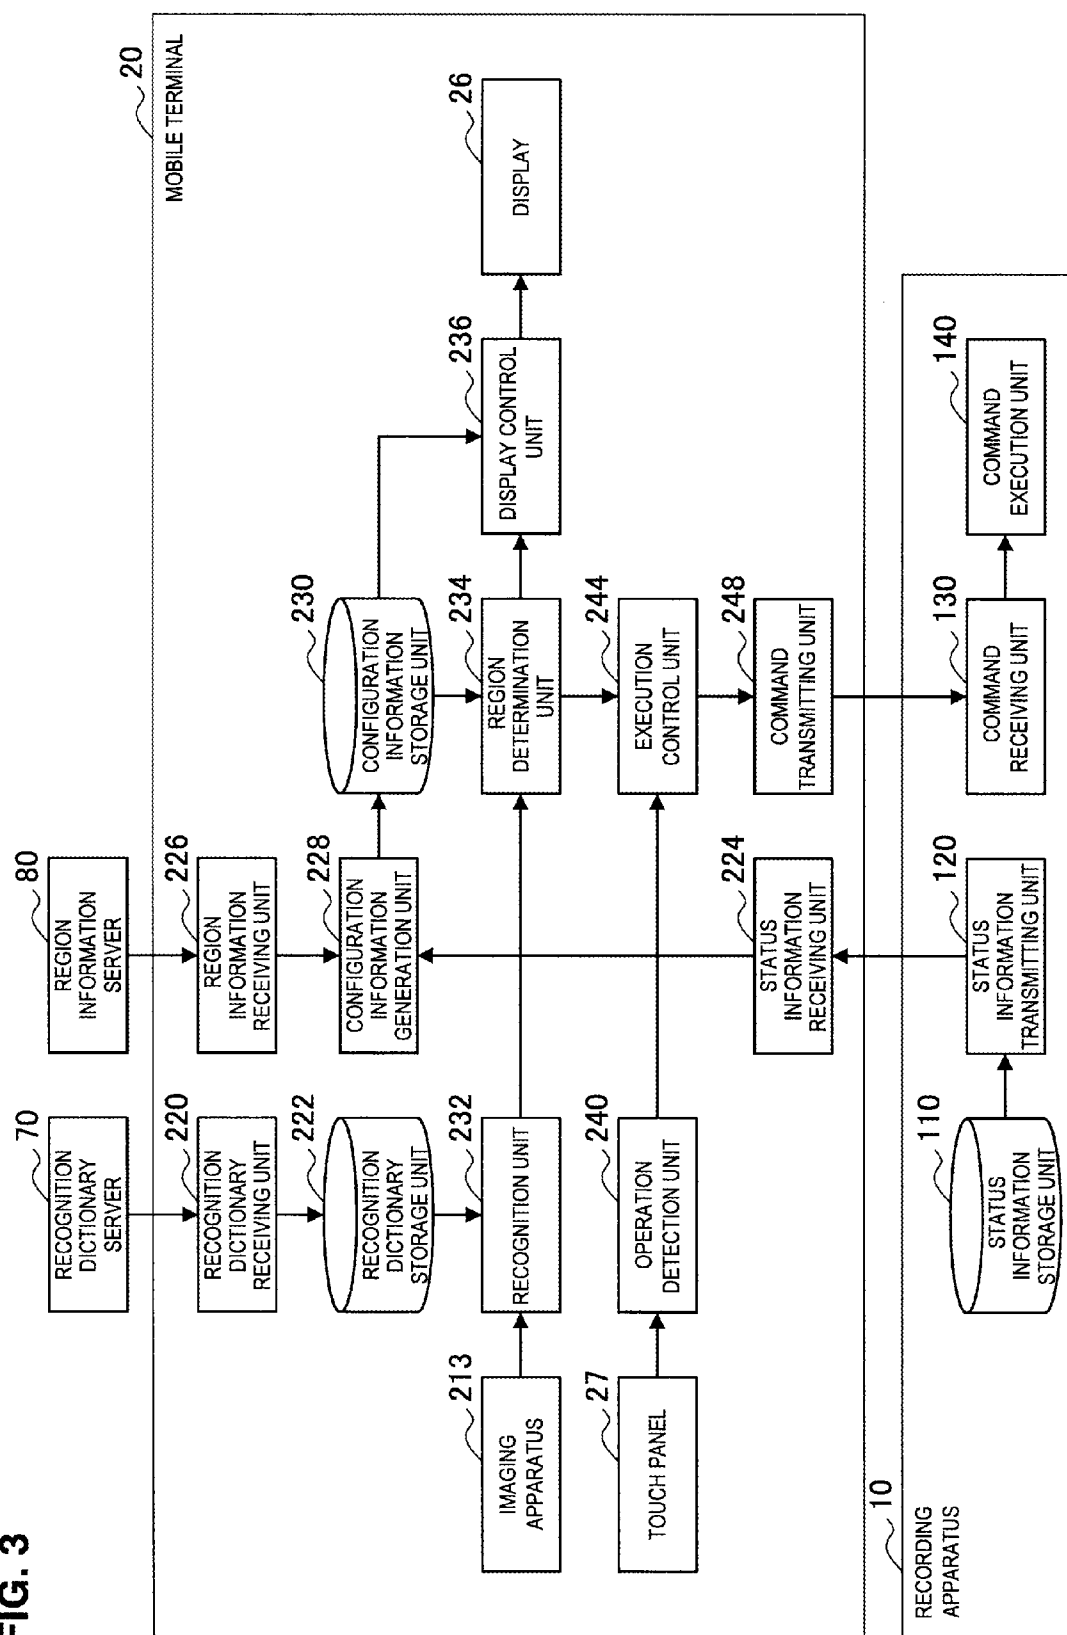 FIG. 3
20
MOBILE TERMINAL
70
RECOGNITION
DICTIONARY
SERVER
80
REGION
INFORMATION
SERVER
220
RECOGNITION
DICTIONARY
RECEIVING UNIT
226
REGION
INFORMATION
RECEIVING UNIT
222
RECOGNITION
DICTIONARY
STORAGE UNIT
228
CONFIGURATION
INFORMATION
GENERATION UNIT
230
CONFIGURATION
INFORMATION
STORAGE UNIT
213
IMAGING
APPARATUS
232
RECOGNITION UNIT
234
REGION
DETERMINATION
UNIT
236
DISPLAY CONTROL
UNIT
26
DISPLAY
27
TOUCH PANEL
240
OPERATION
DETECTION UNIT
244
EXECUTION
CONTROL UNIT
224
STATUS
INFORMATION
RECEIVING UNIT
248
COMMAND
TRANSMITTING UNIT
10
RECORDING
APPARATUS
110
STATUS
INFORMATION
STORAGE UNIT
120
STATUS
INFORMATION
TRANSMITTING UNIT
130
COMMAND
RECEIVING UNIT
140
COMMAND
EXECUTION UNIT